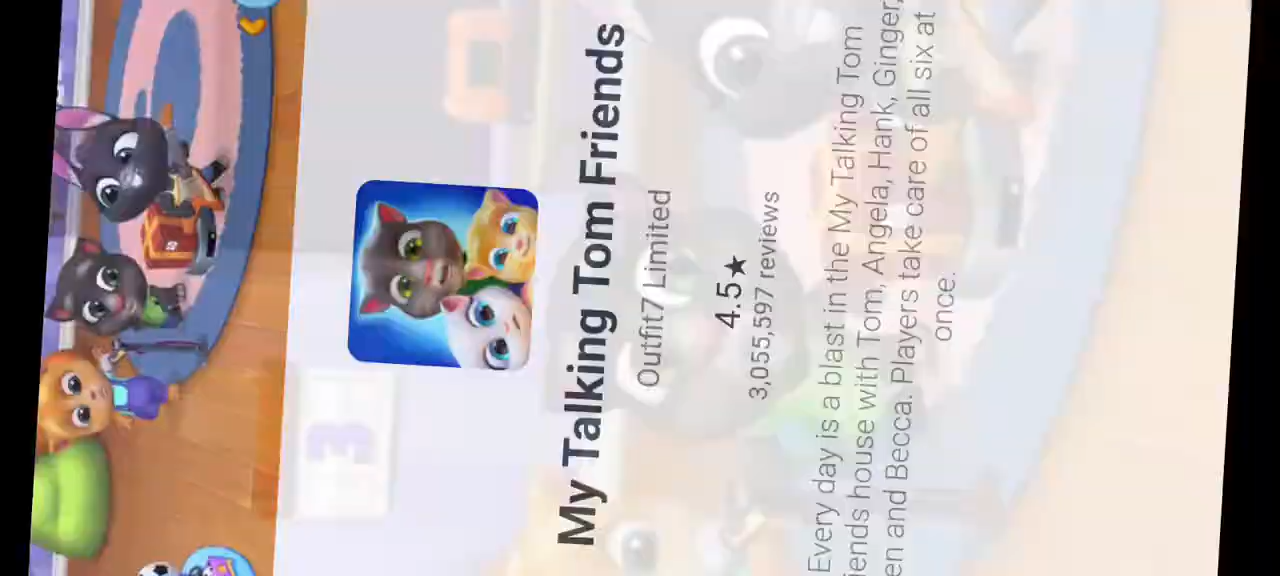 My Talking Tom Friends
Outfit7 Limited
4.5★
3,055,597 reviews
Every day is a blast in the My Talking Tom
iends house with Tom, Angela, Hank, Ginger,
en and Becca. Players take care of all six at
once.